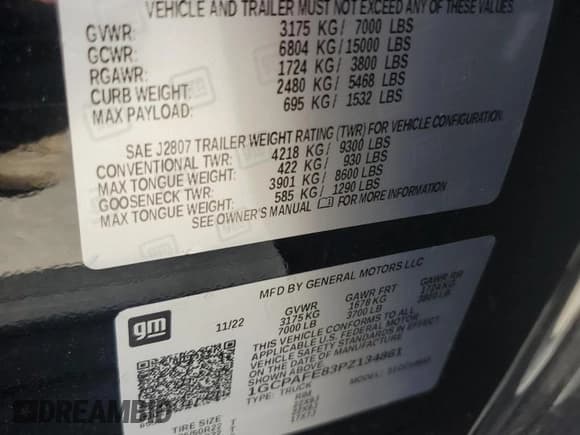 VEHICLE AND TRAILER MUST NOT EXCEED ANY OF THESE VALUES
GVWR: 3175 KG/ 7000 LBS
GCWR: 6804 KG/ 15000 LBS
RGAWR: 1724 KG/ 3800 LBS
CURB WEIGHT: 2480 KG/ 5468 LBS
MAX PAYLOAD: 695 KG/ 1532 LBS
SAE J2807 TRAILER WEIGHT RATING (TWR) FOR VEHICLE CONFIGURATION
CONVENTIONAL TWR: 4218 KG/ 9300 LBS
MAX TONGUE WEIGHT: 422 KG/ 930 LBS
GOOSENECK TWR: 3901 KG/ 8600 LBS
MAX TONGUE WEIGHT: 585 KG/ 1290 LBS
SEE OWNER'S MANUAL FOR MORE INFORMATION
gm
MFD BY GENERAL MOTORS LLC
11/22 GVWR GAWR FRT GAWR RR
3175 KG 1678 KG 1724 KG
7000 LB 3700 LB 3800 LB
THIS VEHICLE CONFORMS TO ALL
APPLICABLE U.S. FEDERAL MOTOR
VEHICLE SAFETY STANDARDS IN EFFECT
ON THE DATE OF MANUFACTURE SHOWN ABOVE
1GCPAFE83PZ134861
TYPE: TRUCK
TIRE SIZE
RIM
DREAMBID